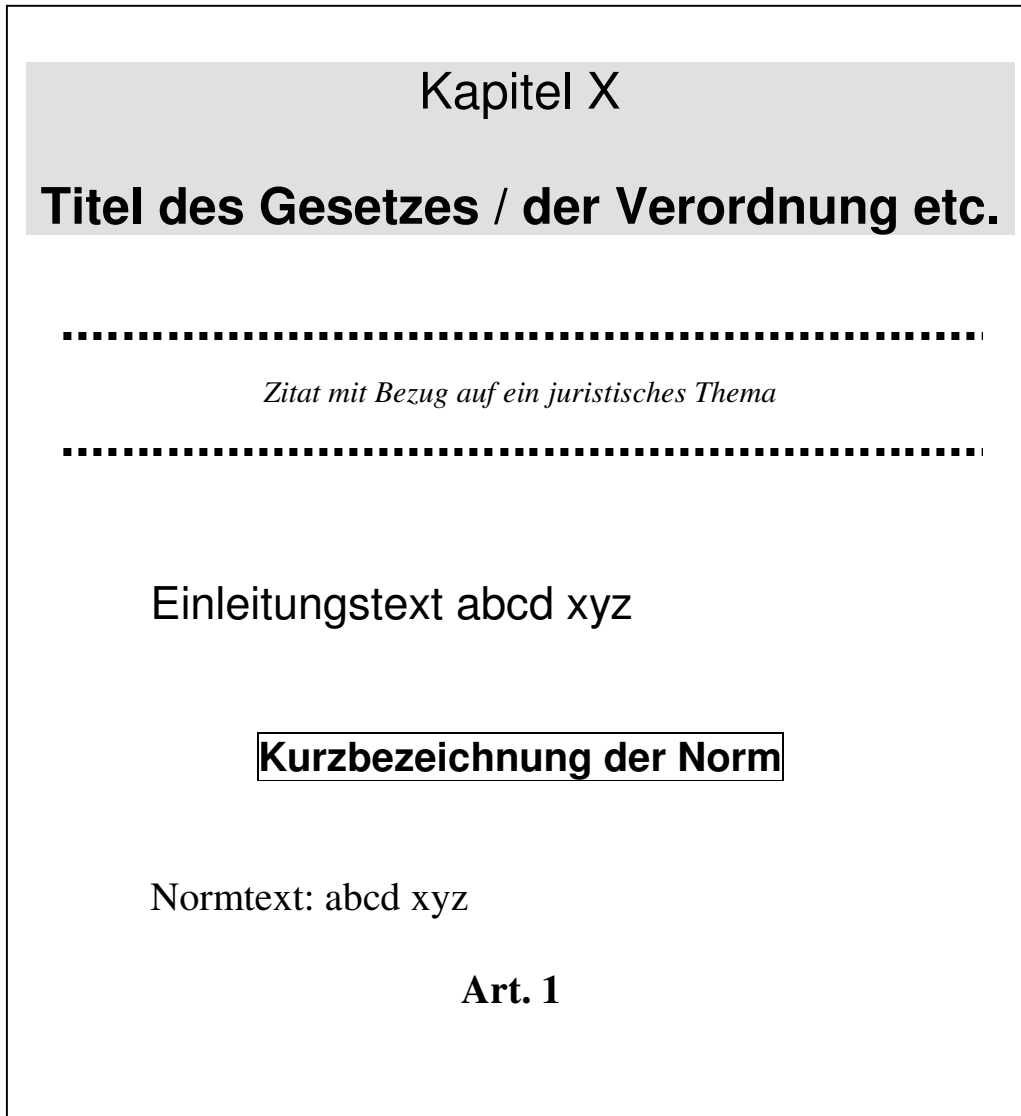 Kapitel X
Titel des Gesetzes / der Verordnung etc.
Zitat mit Bezug auf ein juristisches Thema
Einleitungstext abcd xyz
Kurzbezeichnung der Norm
Normtext: abcd xyz
Art. 1